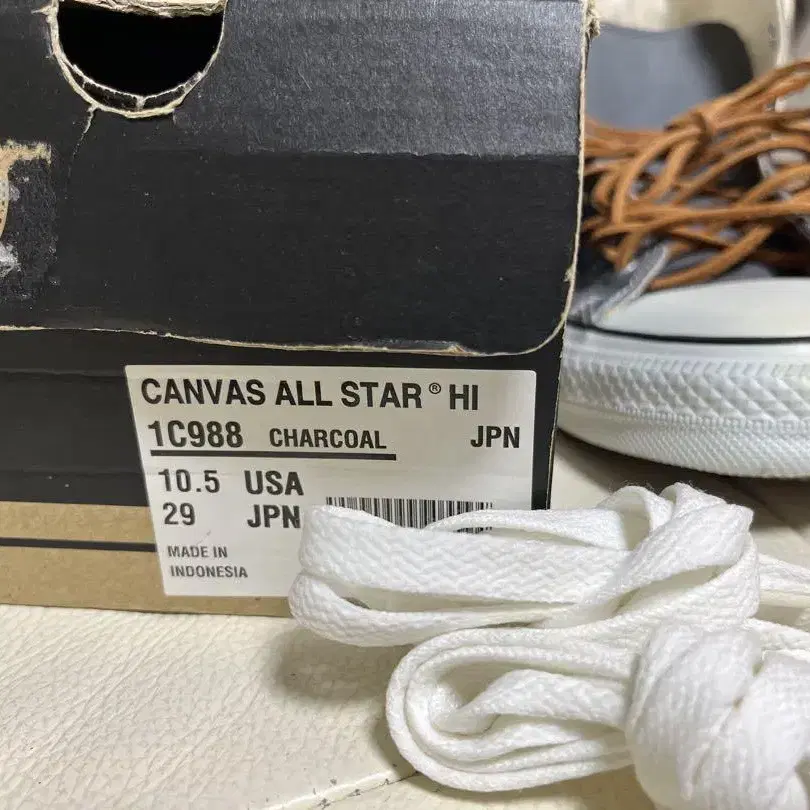 CANVAS ALL STAR® HI
1C988 CHARCOAL JPN
10.5 USA
29 JPN
MADE IN
INDONESIA